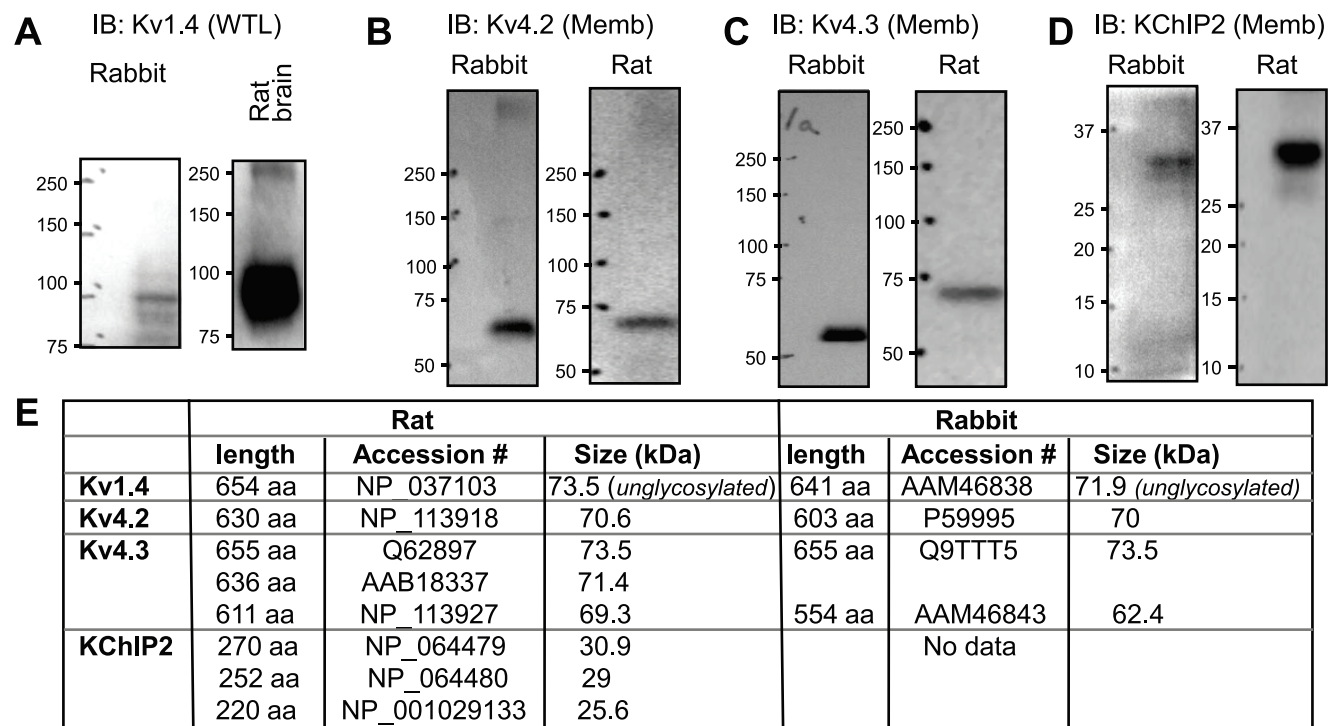 A IB: Kv1.4 (WTL)
Rabbit
Rat brain
250
150
100
75
250
150
100
75
B IB: Kv4.2 (Memb)
Rabbit Rat
250
150
100
75
50
250
150
100
75
50
C IB: Kv4.3 (Memb)
Rabbit Rat
250
150
100
75
50
250
150
100
75
50
D IB: KChIP2 (Memb)
Rabbit Rat
37
25
20
15
10
37
25
20
15
10
E
Rat Rabbit
length Accession # Size (kDa) length Accession # Size (kDa)
Kv1.4 654 aa NP_037103 73.5 (unglycosylated) 641 aa AAM46838 71.9 (unglycosylated)
Kv4.2 630 aa NP_113918 70.6 603 aa P59995 70
Kv4.3 655 aa Q62897 73.5 655 aa Q9TTT5 73.5
636 aa AAB18337 71.4
611 aa NP_113927 69.3 554 aa AAM46843 62.4
KChIP2 270 aa NP_064479 30.9 No data
252 aa NP_064480 29
220 aa NP_001029133 25.6